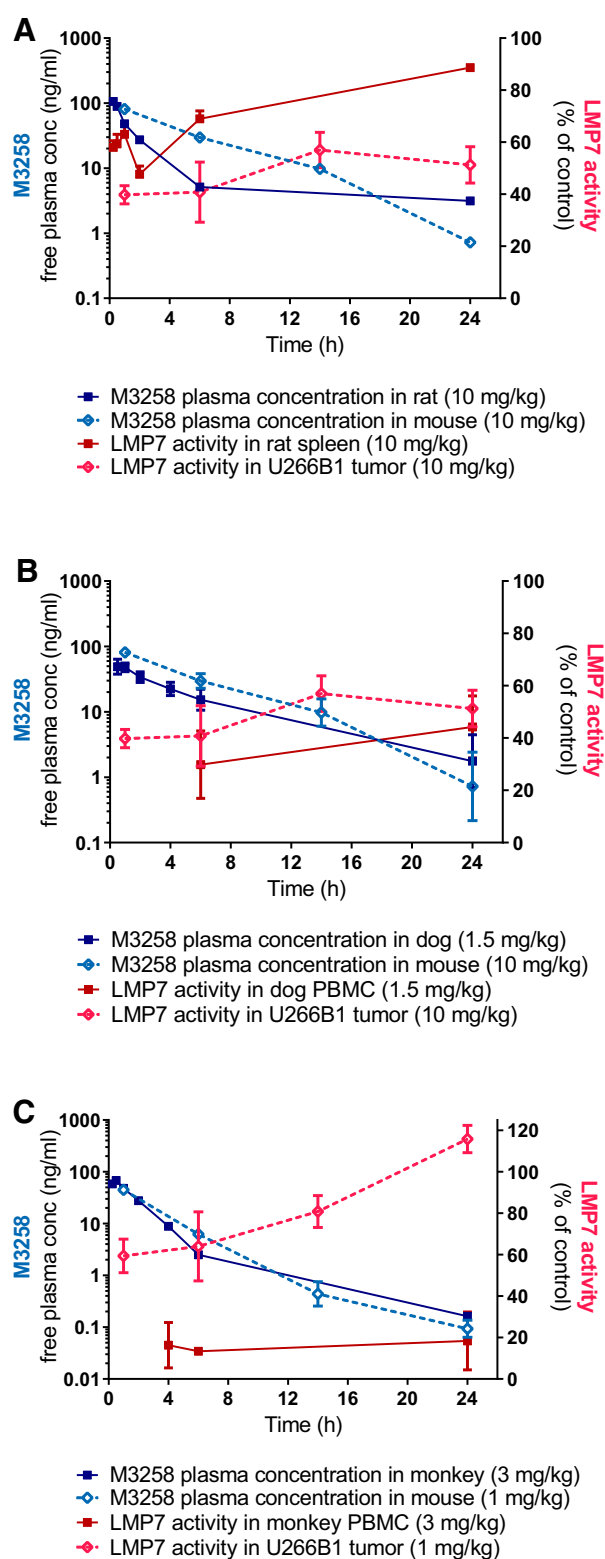 A
M3258
free plasma conc (ng/ml)
1000
100
10
1
0.1
0 4 8 12 16 20 24
Time (h)
100
80
60
40
20
0
LMP7 activity
(% of control)
M3258 plasma concentration in rat (10 mg/kg)
M3258 plasma concentration in mouse (10 mg/kg)
LMP7 activity in rat spleen (10 mg/kg)
LMP7 activity in U266B1 tumor (10 mg/kg)
B
M3258
free plasma conc (ng/ml)
1000
100
10
1
0.1
0 4 8 12 16 20 24
Time (h)
100
80
60
40
20
0
LMP7 activity
(% of control)
M3258 plasma concentration in dog (1.5 mg/kg)
M3258 plasma concentration in mouse (10 mg/kg)
LMP7 activity in dog PBMC (1.5 mg/kg)
LMP7 activity in U266B1 tumor (10 mg/kg)
C
M3258
free plasma conc (ng/ml)
1000
100
10
1
0.1
0.01
0 4 8 12 16 20 24
Time (h)
120
100
80
60
40
20
0
LMP7 activity
(% of control)
M3258 plasma concentration in monkey (3 mg/kg)
M3258 plasma concentration in mouse (1 mg/kg)
LMP7 activity in monkey PBMC (3 mg/kg)
LMP7 activity in U266B1 tumor (1 mg/kg)